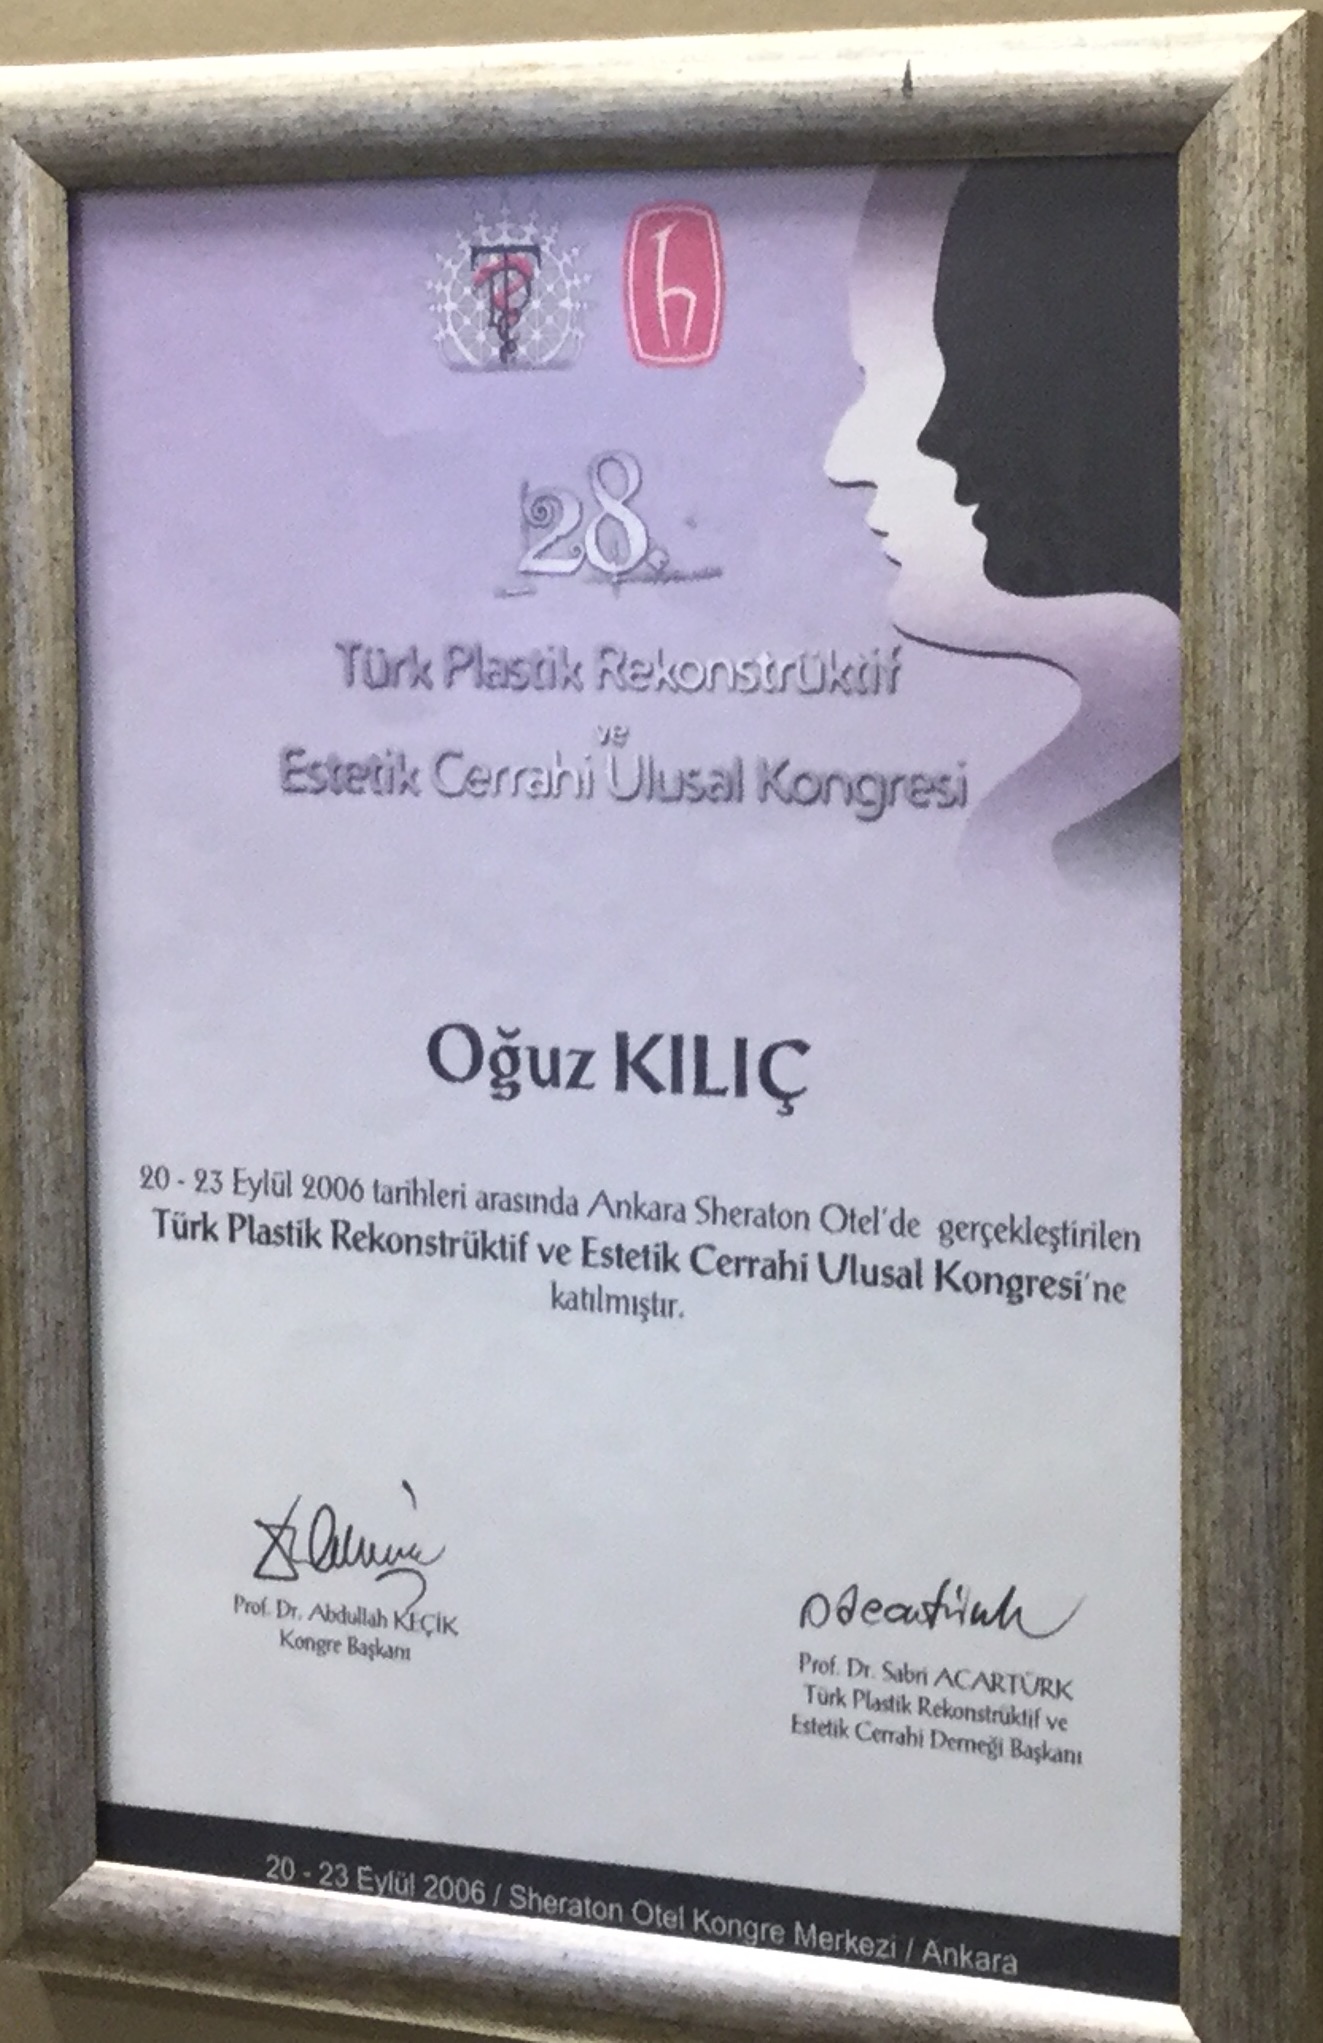 TP
h
28.
Türk Plastik Rekonstrüktif
ve
Estetik Cerrahi Ulusal Kongresi
Oğuz KILIÇ
20 - 23 Eylül 2006 tarihleri arasında Ankara Sheraton Otel'de gerçekleştirilen
Türk Plastik Rekonstrüktif ve Estetik Cerrahi Ulusal Kongresi'ne
katılmıştır.
Prof. Dr. Abdullah KEÇİK
Kongre Başkanı
Prof. Dr. Sabri ACARTÜRK
Türk Plastik Rekonstrüktif ve
Estetik Cerrahi Derneği Başkanı
20 - 23 Eylül 2006 / Sheraton Otel Kongre Merkezi / Ankara